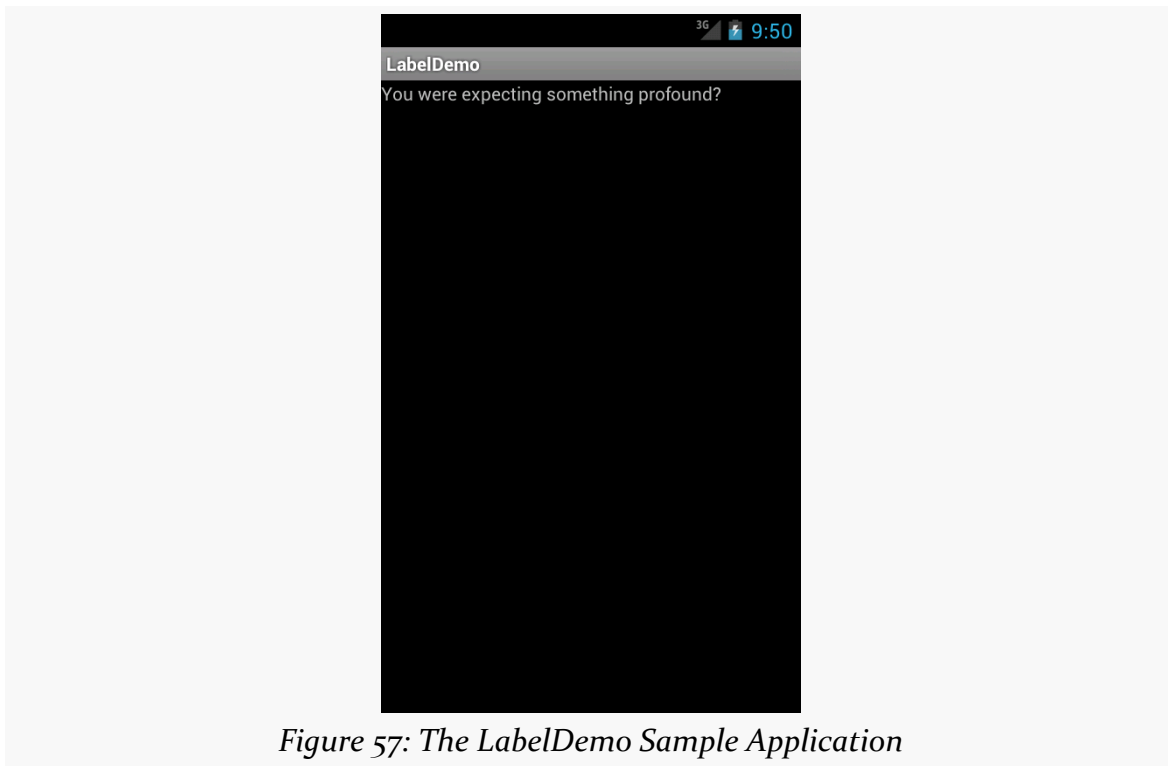 3G 9:50
LabelDemo
You were expecting something profound?
Figure 57: The LabelDemo Sample Application